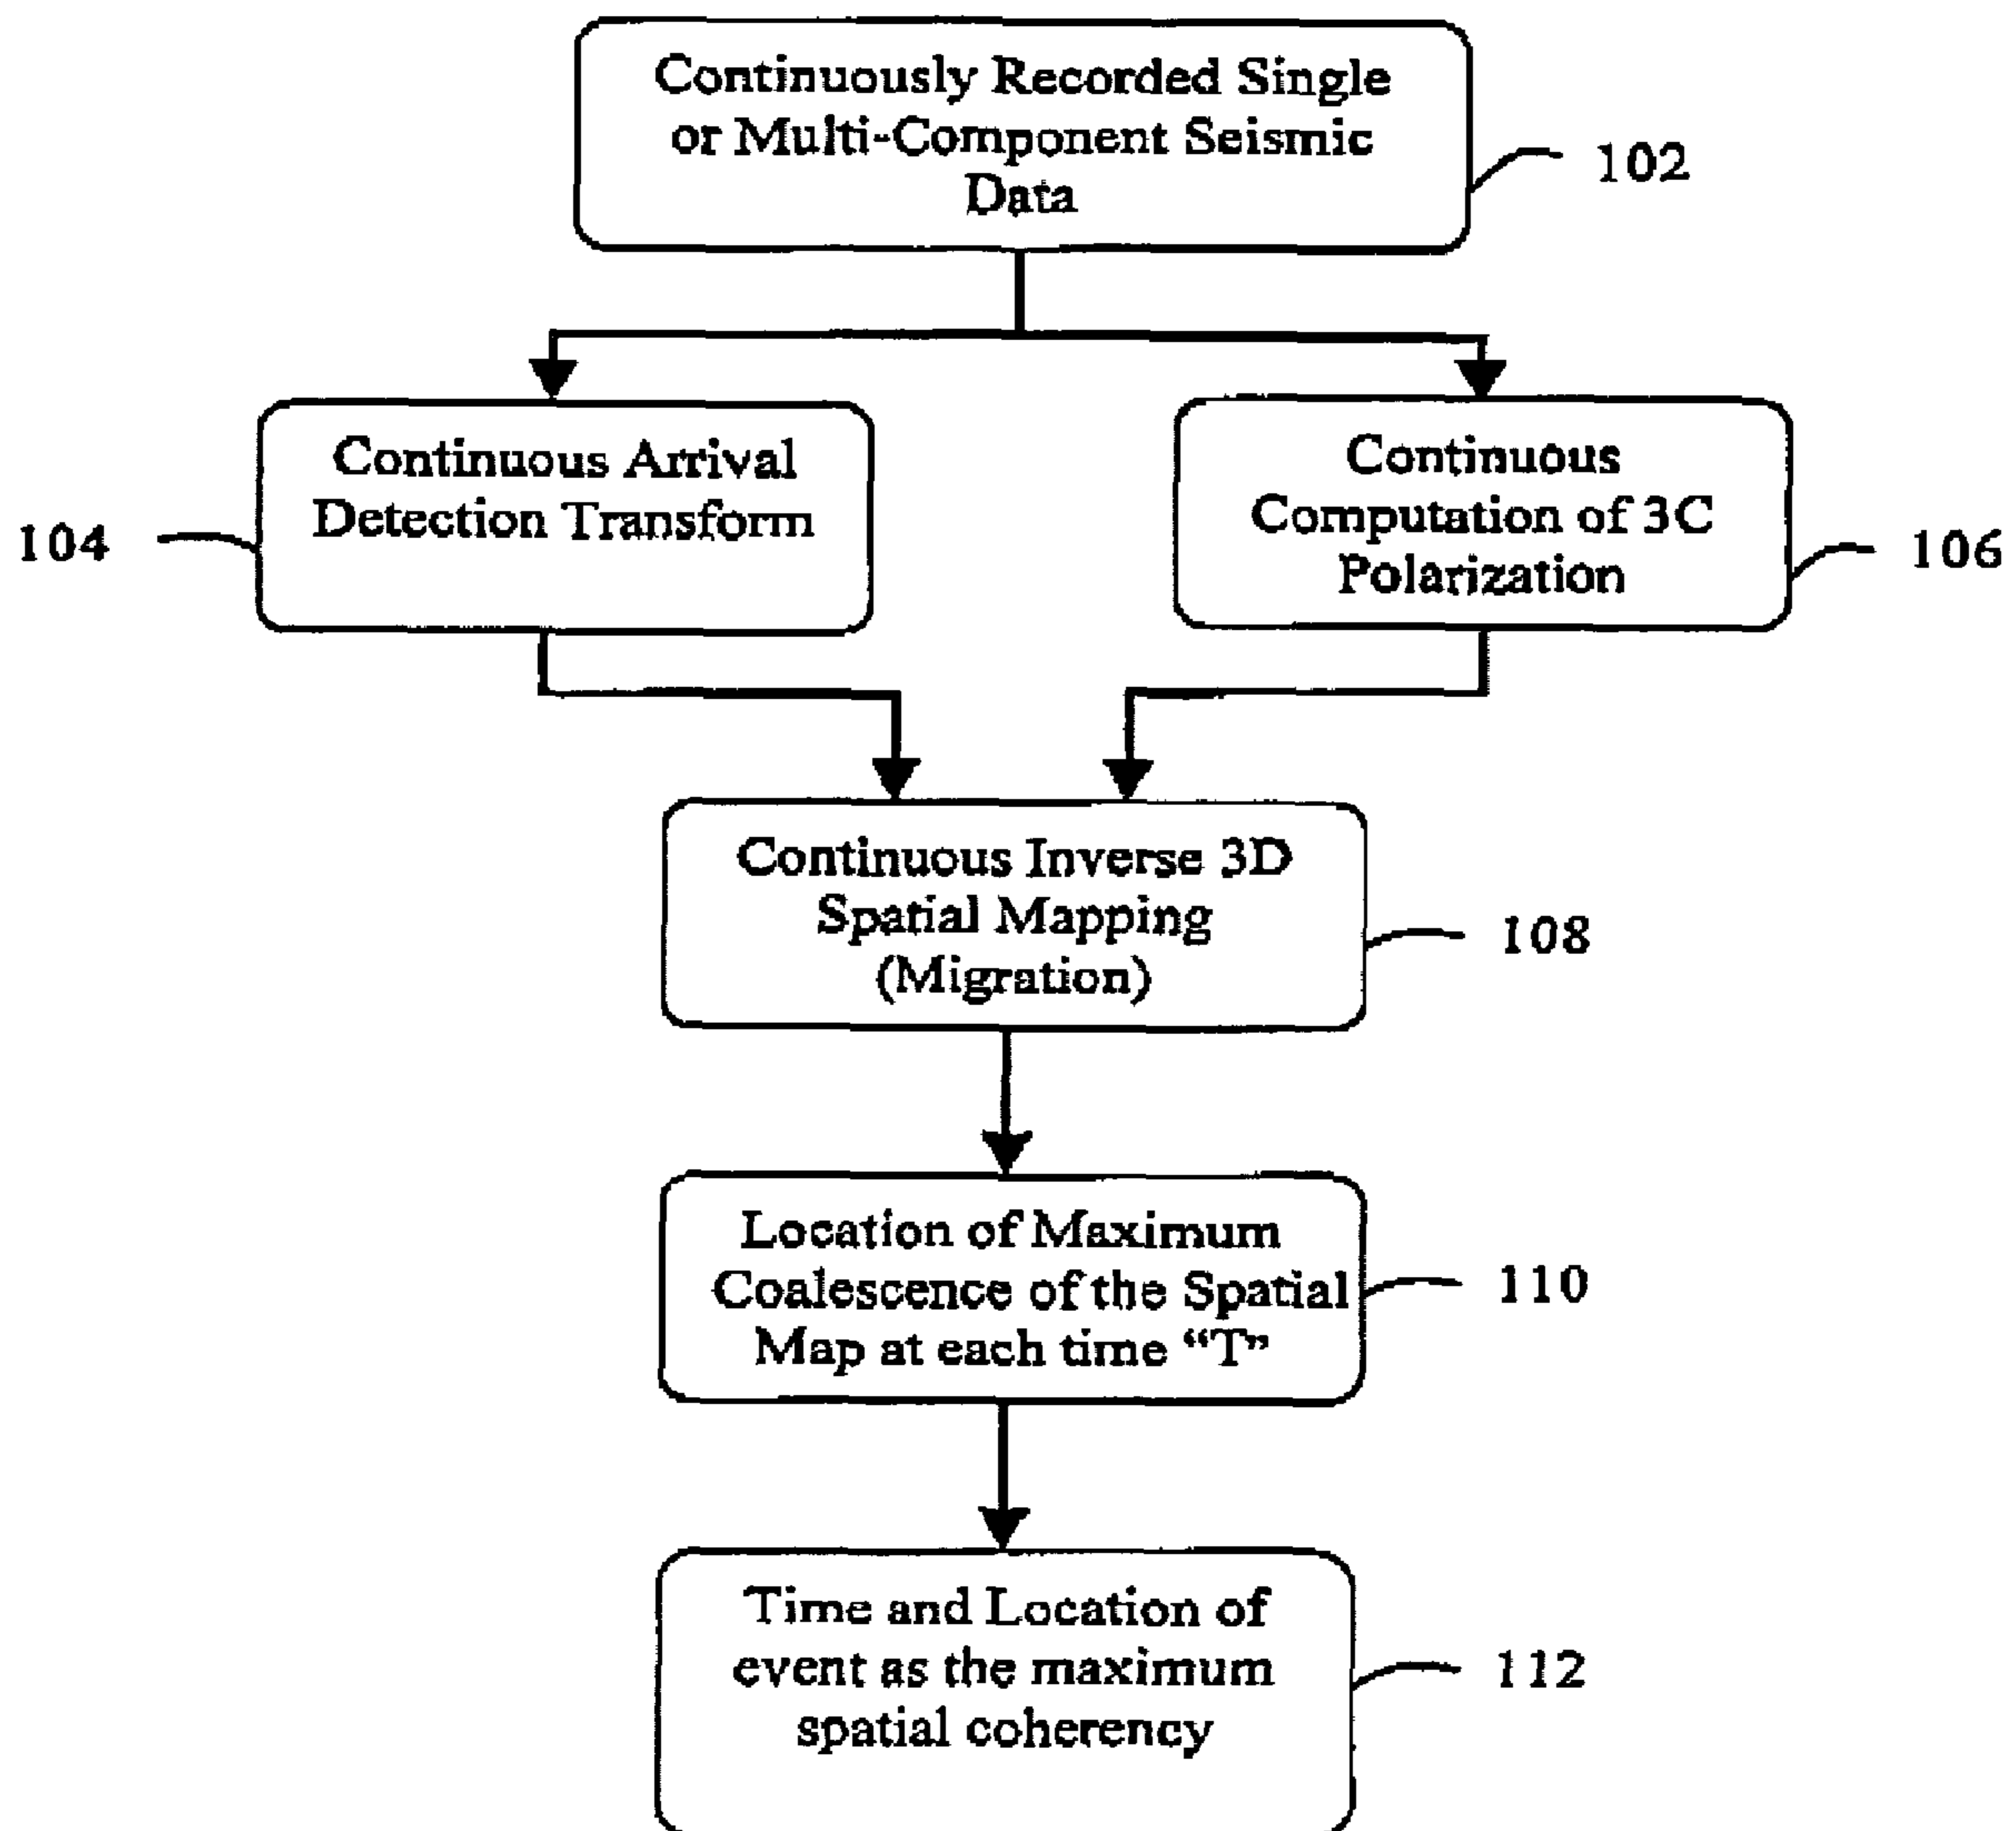 Continuously Recorded Single
or Multi-Component Seismic
Data
102
Continuous Arrival
Detection Transform
104
Continuous
Computation of 3C
Polarization
106
Continuous Inverse 3D
Spatial Mapping
(Migration)
108
Location of Maximum
Coalescence of the Spatial
Map at each time “T”
110
Time and Location of
event as the maximum
spatial coherency
112